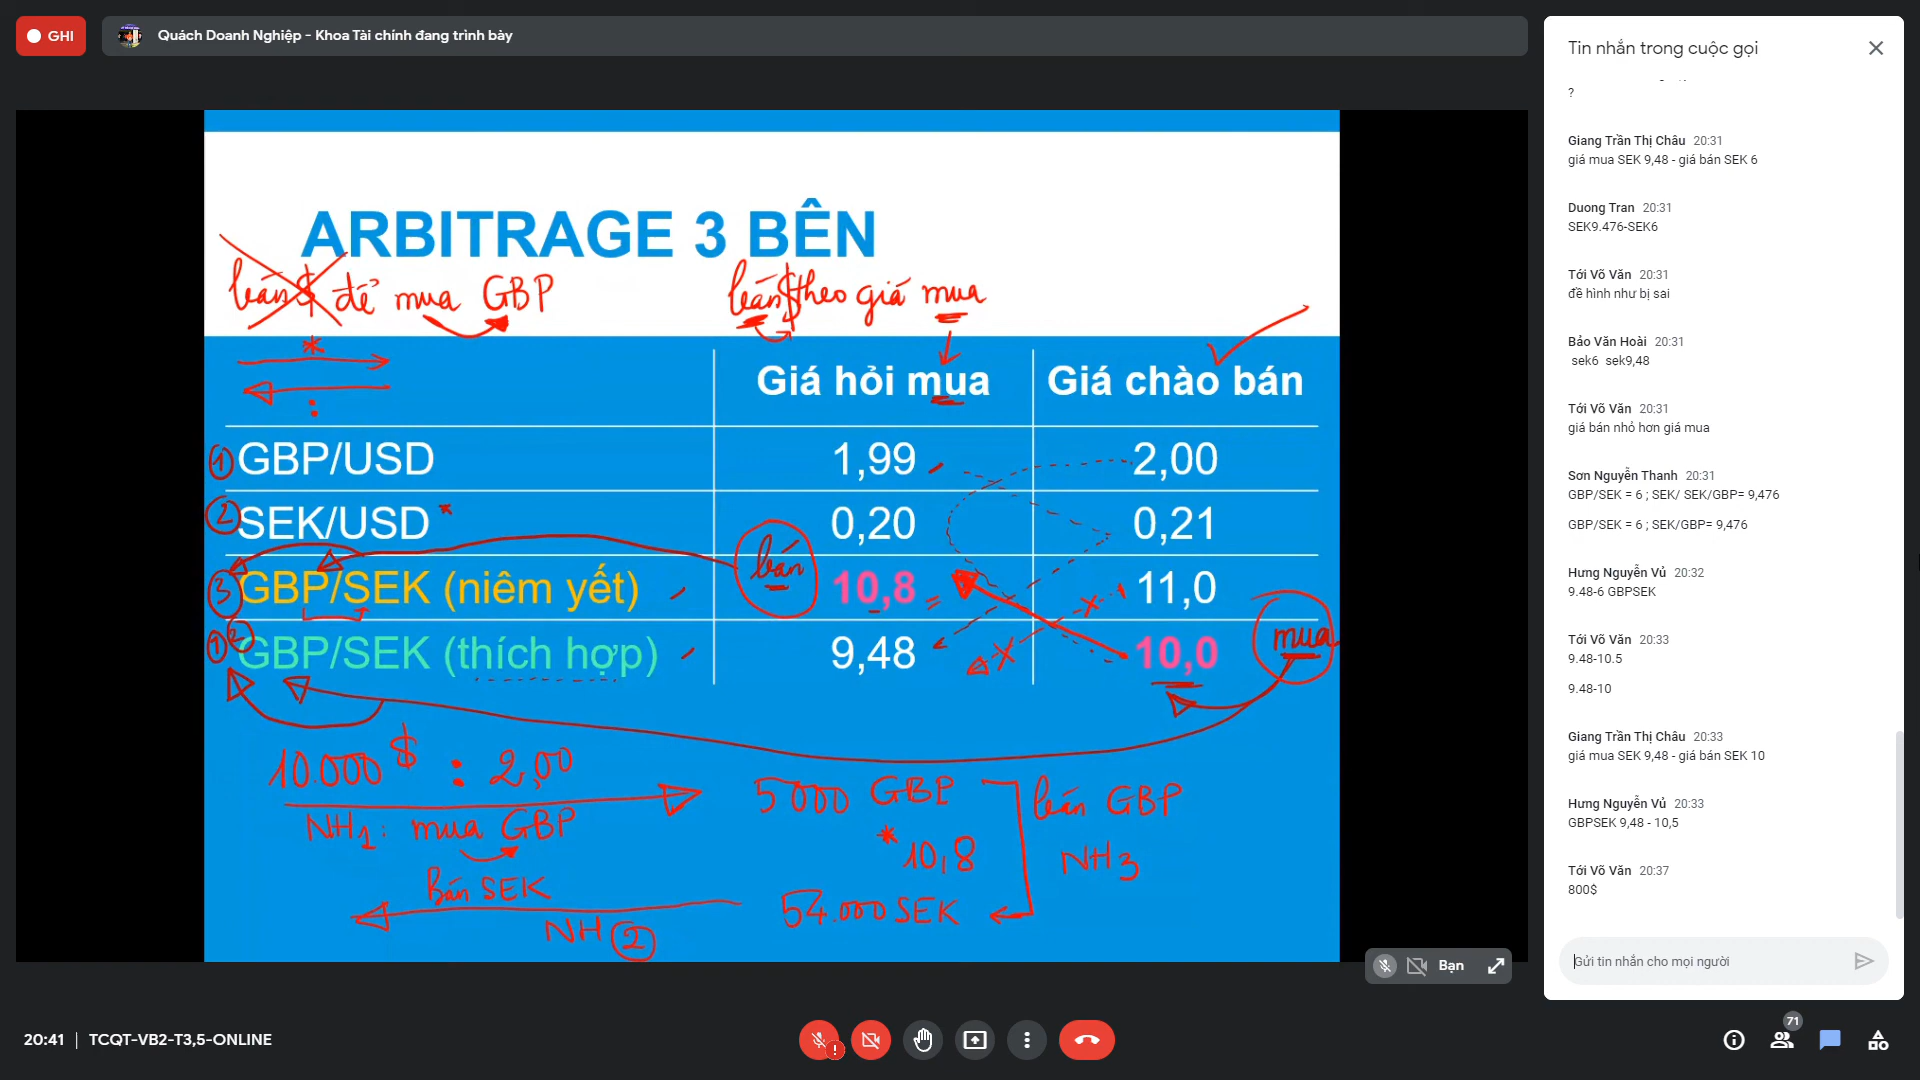 GHI
Quách Doanh Nghiệp - Khoa Tài chính đang trình bày
ARBITRAGE 3 BÊN
bán $ để mua GBP
bán $ theo giá mua
*
:
Giá hỏi mua Giá chào bán
① GBP/USD 1,99 2,00
② SEK/USD * 0,20 0,21
③ GBP/SEK (niêm yết) bán 10,8 11,0
① ② GBP/SEK (thích hợp) 9,48 10,0 mua
10.000 $ : 2,00
NH1: mua GBP
5000 GBP
* 10,8
54.000 SEK
bán GBP
NH3
Bán SEK
NH ②
Bạn
Tin nhắn trong cuộc gọi
?
Giang Trần Thị Châu 20:31
giá mua SEK 9,48 - giá bán SEK 6
Duong Tran 20:31
SEK9.476-SEK6
Tới Võ Văn 20:31
đề hình như bị sai
Bảo Văn Hoài 20:31
sek6 sek9,48
Tới Võ Văn 20:31
giá bán nhỏ hơn giá mua
Sơn Nguyễn Thanh 20:31
GBP/SEK = 6 ; SEK/ SEK/GBP= 9,476
GBP/SEK = 6 ; SEK/GBP= 9,476
Hưng Nguyễn Vủ 20:32
9.48-6 GBPSEK
Tới Võ Văn 20:33
9.48-10.5
9.48-10
Giang Trần Thị Châu 20:33
giá mua SEK 9,48 - giá bán SEK 10
Hưng Nguyễn Vủ 20:33
GBPSEK 9,48 - 10,5
Tới Võ Văn 20:37
800$
Gửi tin nhắn cho mọi người
20:41 | TCQT-VB2-T3,5-ONLINE
71